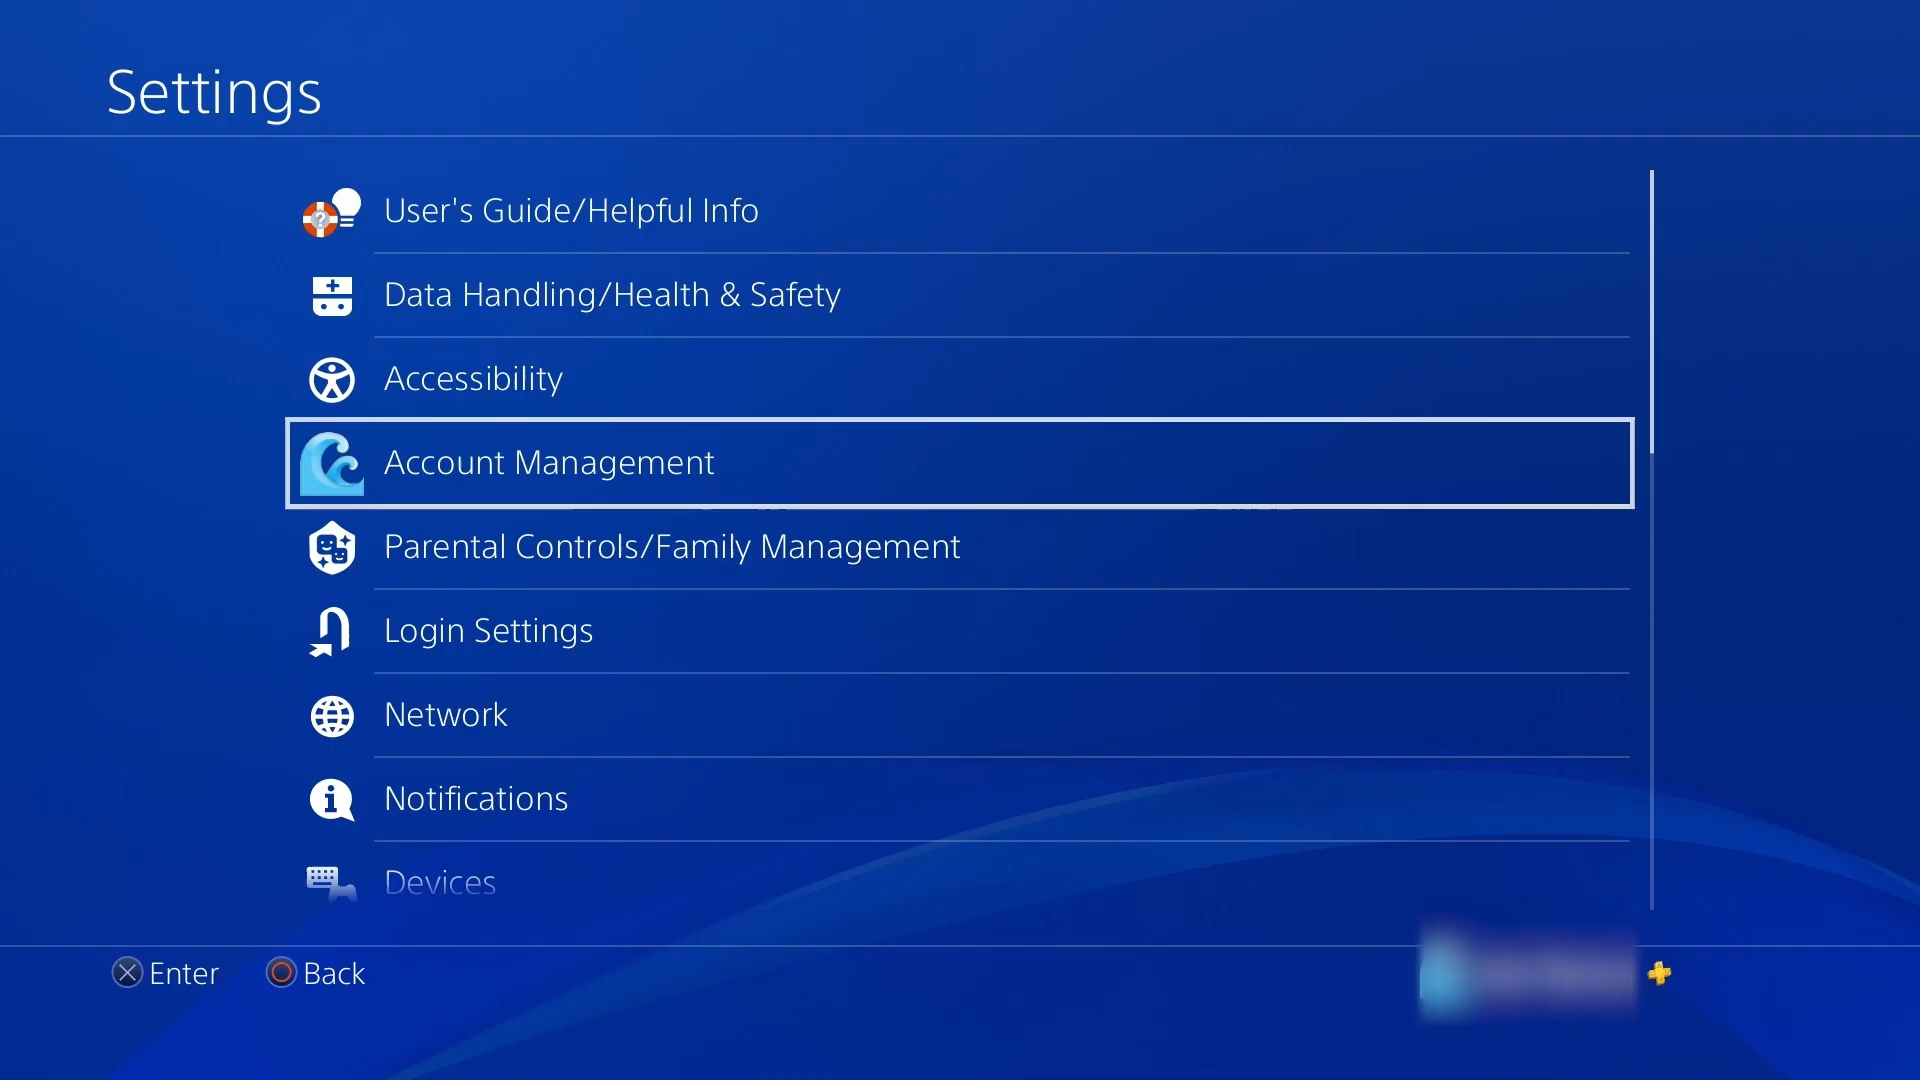 Settings
User's Guide/Helpful Info
Data Handling/Health & Safety
Accessibility
Account Management
Parental Controls/Family Management
Login Settings
Network
Notifications
Devices
Enter
Back